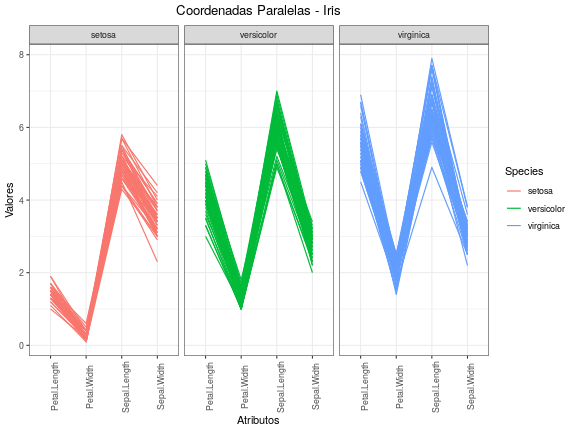 Coordenadas Paralelas - Iris
setosa
versicolor
virginica
8
6
4
2
0
Valores
Petal.Length
Petal.Width
Sepal.Length
Sepal.Width
Petal.Length
Petal.Width
Sepal.Length
Sepal.Width
Petal.Length
Petal.Width
Sepal.Length
Sepal.Width
Atributos
Species
setosa
versicolor
virginica